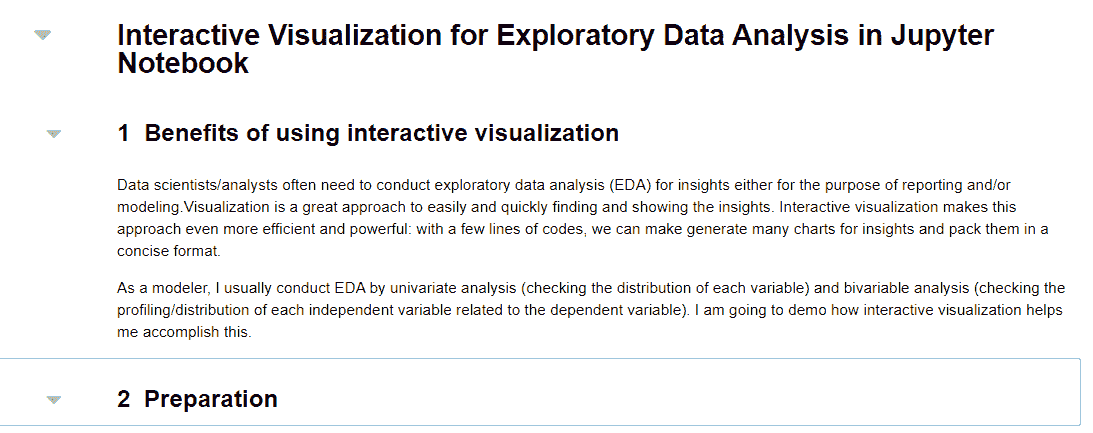 Interactive Visualization for Exploratory Data Analysis in Jupyter
Notebook
1 Benefits of using interactive visualization
Data scientists/analysts often need to conduct exploratory data analysis (EDA) for insights either for the purpose of reporting and/or
modeling.Visualization is a great approach to easily and quickly finding and showing the insights. Interactive visualization makes this
approach even more efficient and powerful: with a few lines of codes, we can make generate many charts for insights and pack them in a
concise format.
As a modeler, I usually conduct EDA by univariate analysis (checking the distribution of each variable) and bivariable analysis (checking the
profiling/distribution of each independent variable related to the dependent variable). I am going to demo how interactive visualization helps
me accomplish this.
2 Preparation